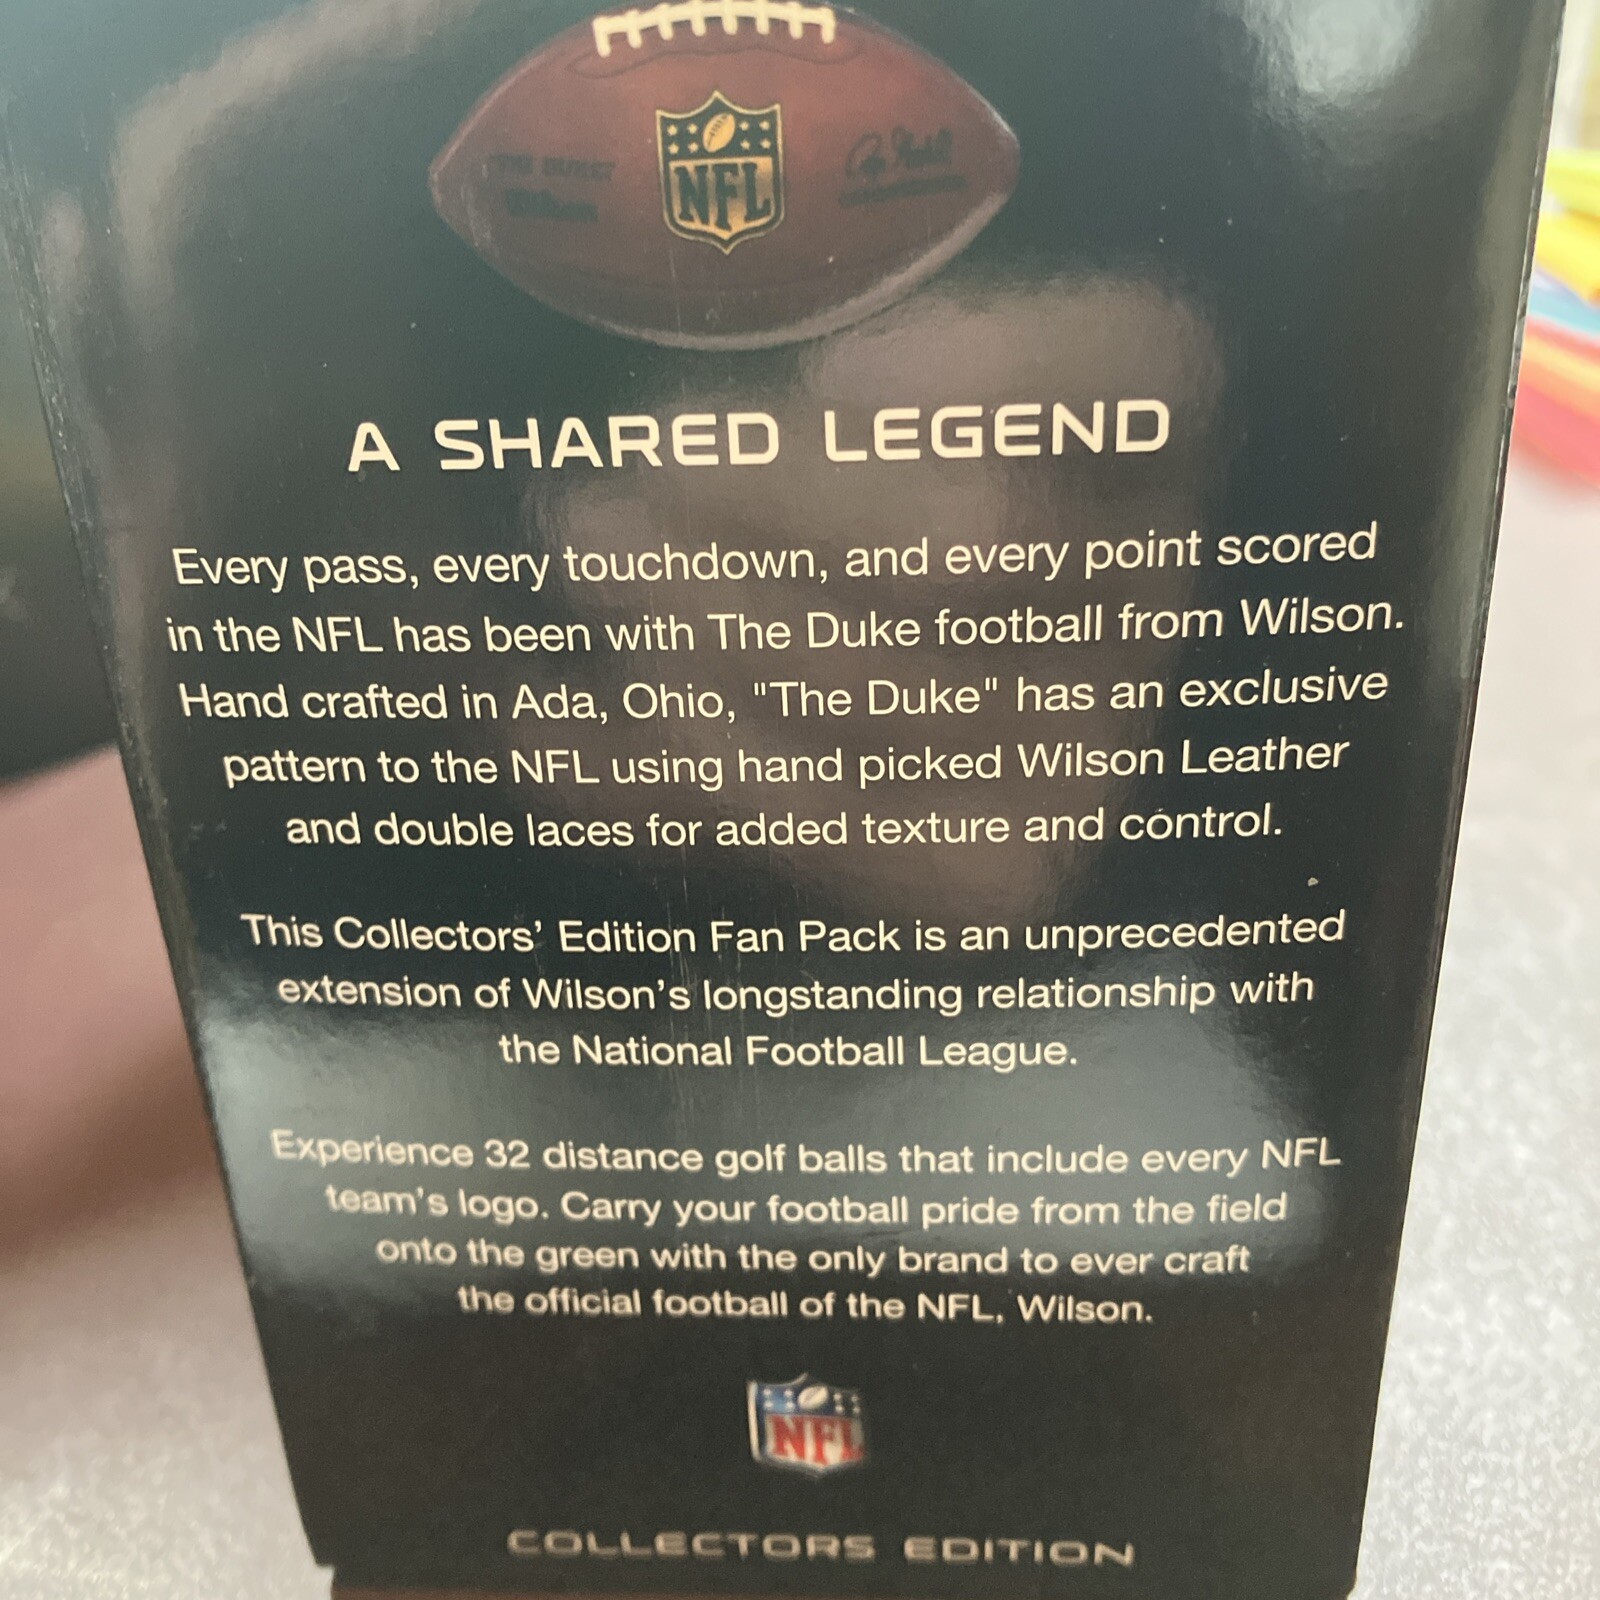 "THE DUKE"
Wilson
NFL
A SHARED LEGEND
Every pass, every touchdown, and every point scored
in the NFL has been with The Duke football from Wilson.
Hand crafted in Ada, Ohio, "The Duke" has an exclusive
pattern to the NFL using hand picked Wilson Leather
and double laces for added texture and control.
This Collectors' Edition Fan Pack is an unprecedented
extension of Wilson's longstanding relationship with
the National Football League.
Experience 32 distance golf balls that include every NFL
team's logo. Carry your football pride from the field
onto the green with the only brand to ever craft
the official football of the NFL, Wilson.
NFL
COLLECTORS EDITION